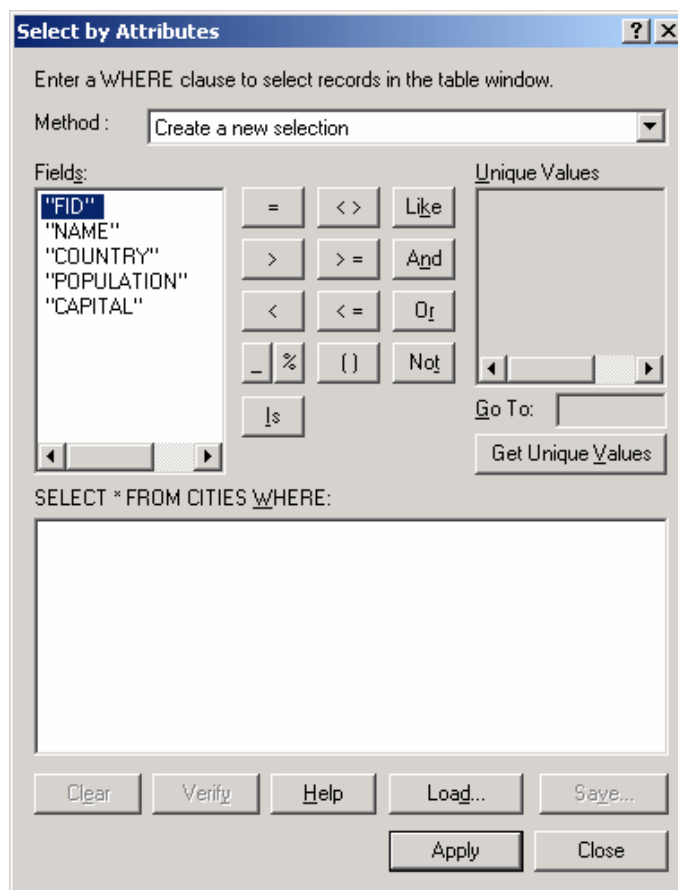 Select by Attributes
Enter a WHERE clause to select records in the table window.
Method :
Create a new selection
Fields:
Unique Values
"FID"
"NAME"
"COUNTRY"
"POPULATION"
"CAPITAL"
= < > Like
> > = And
< < = Or
_ % ( ) Not
Is
Go To:
Get Unique Values
SELECT * FROM CITIES WHERE:
Clear Verify Help Load... Save...
Apply Close